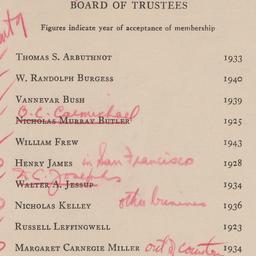 BOARD OF TRUSTEES
Figures indicate year of acceptance of membership
THOMAS S. ARBUTHNOT 1933
W. RANDOLPH BURGESS 1940
VANNEVAR BUSH 1939
O.C. Carmichael
NICHOLAS MURRAY BUTLER 1925
WILLIAM FREW 1943
HENRY JAMES in San Francisco 1928
D.C. Josephs
WALTER A. JESSUP 1934
NICHOLAS KELLEY other business 1936
RUSSELL LEFFINGWELL 1923
MARGARET CARNEGIE MILLER out of country 1934